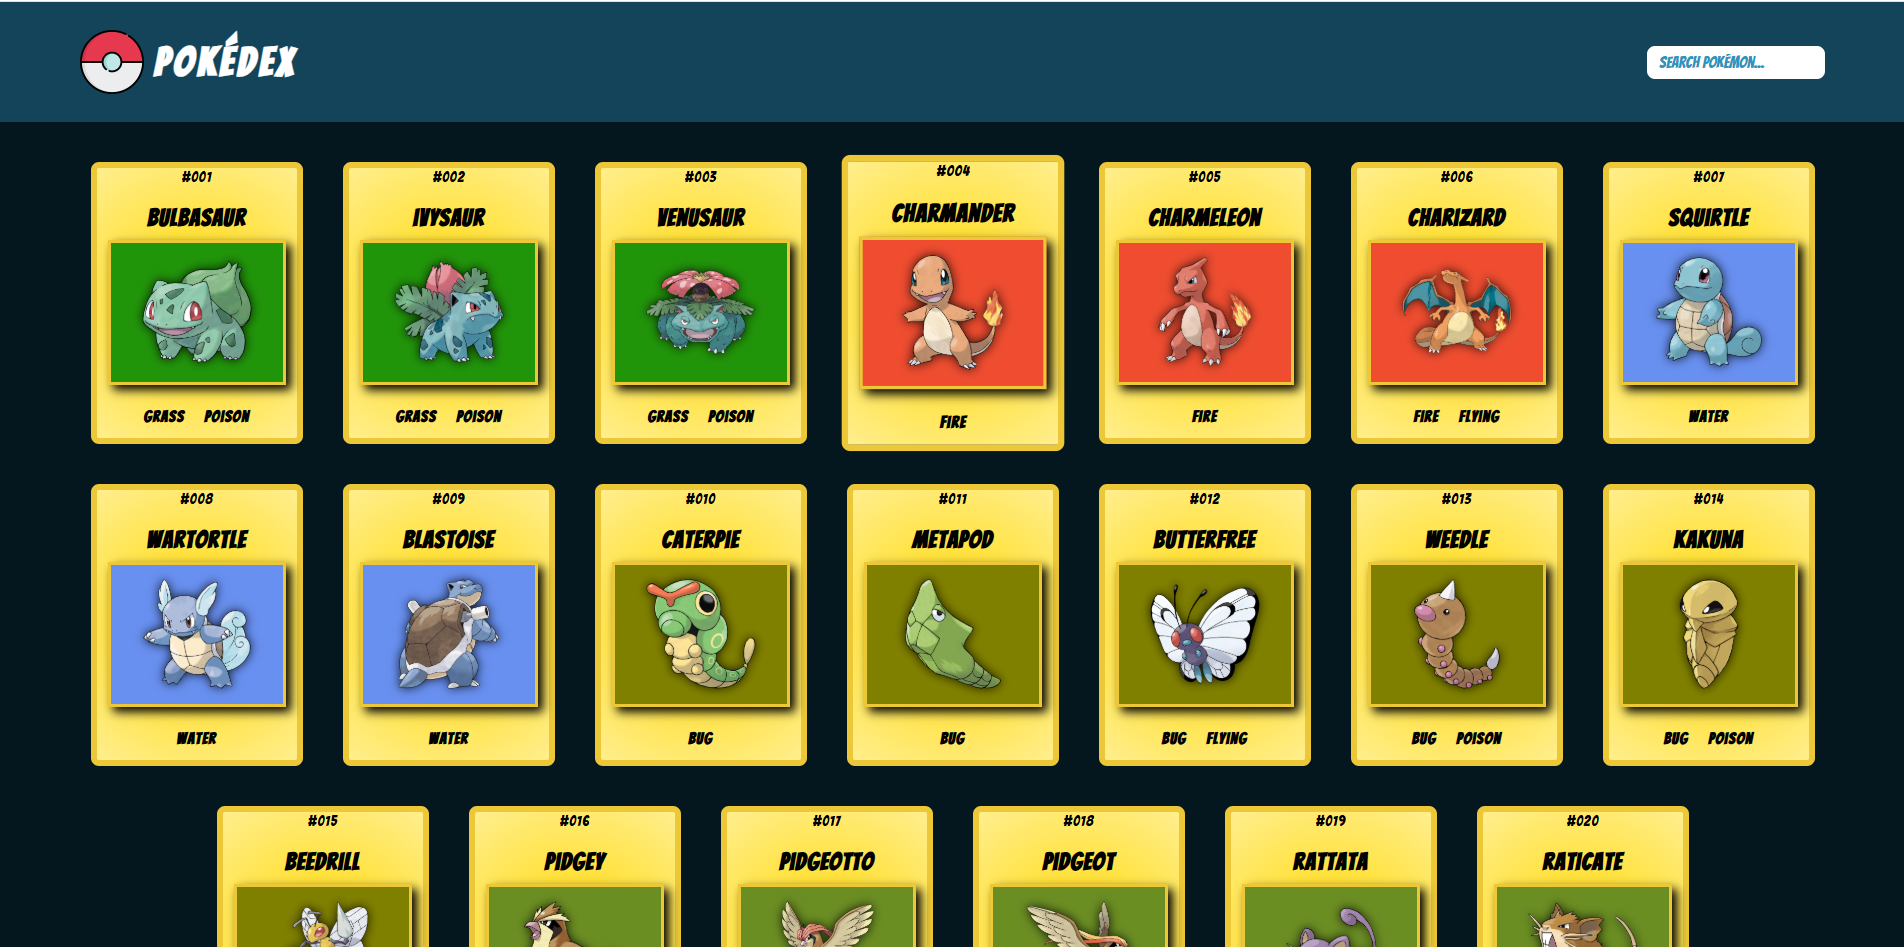 POKÉDEX
SEARCH POKÉMON...
#001
BULBASAUR
GRASS POISON
#002
IVYSAUR
GRASS POISON
#003
VENUSAUR
GRASS POISON
#004
CHARMANDER
FIRE
#005
CHARMELEON
FIRE
#006
CHARIZARD
FIRE FLYING
#007
SQUIRTLE
WATER
#008
WARTORTLE
WATER
#009
BLASTOISE
WATER
#010
CATERPIE
BUG
#011
METAPOD
BUG
#012
BUTTERFREE
BUG FLYING
#013
WEEDLE
BUG POISON
#014
KAKUNA
BUG POISON
#015
BEEDRILL
#016
PIDGEY
#017
PIDGEOTTO
#018
PIDGEOT
#019
RATTATA
#020
RATICATE